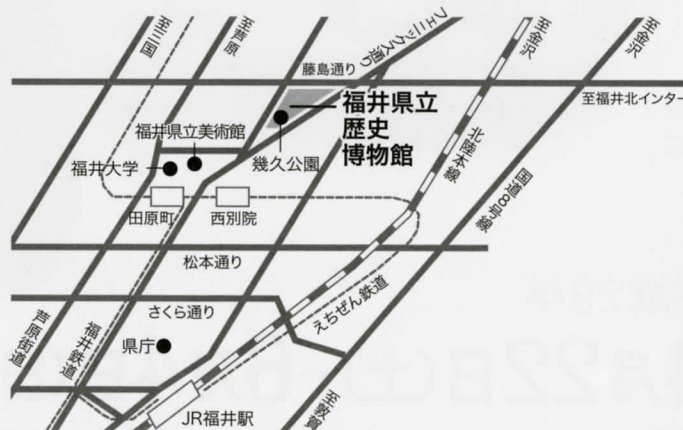 至三国
至芦原
フェニックス通り
至金沢
至金沢
藤島通り
至福井北インター
福井県立
歴史
博物館
福井県立美術館
福井大学
幾久公園
北陸本線
国道8号線
田原町
西別院
松本通り
えちぜん鉄道
さくら通り
芦原街道
福井鉄道
県庁
JR福井駅
至敦賀